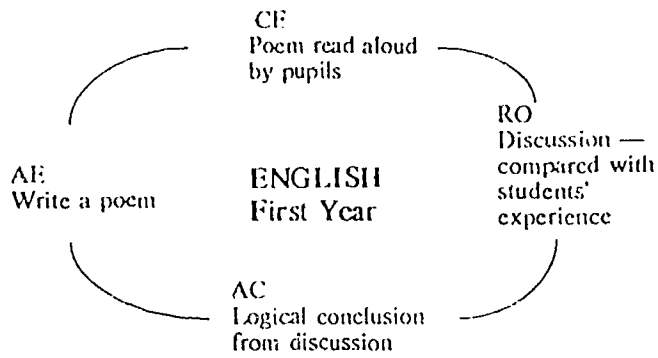 CE
Poem read aloud
by pupils
RO
Discussion —
compared with
students'
experience
AE
Write a poem
ENGLISH
First Year
AC
Logical conclusion
from discussion